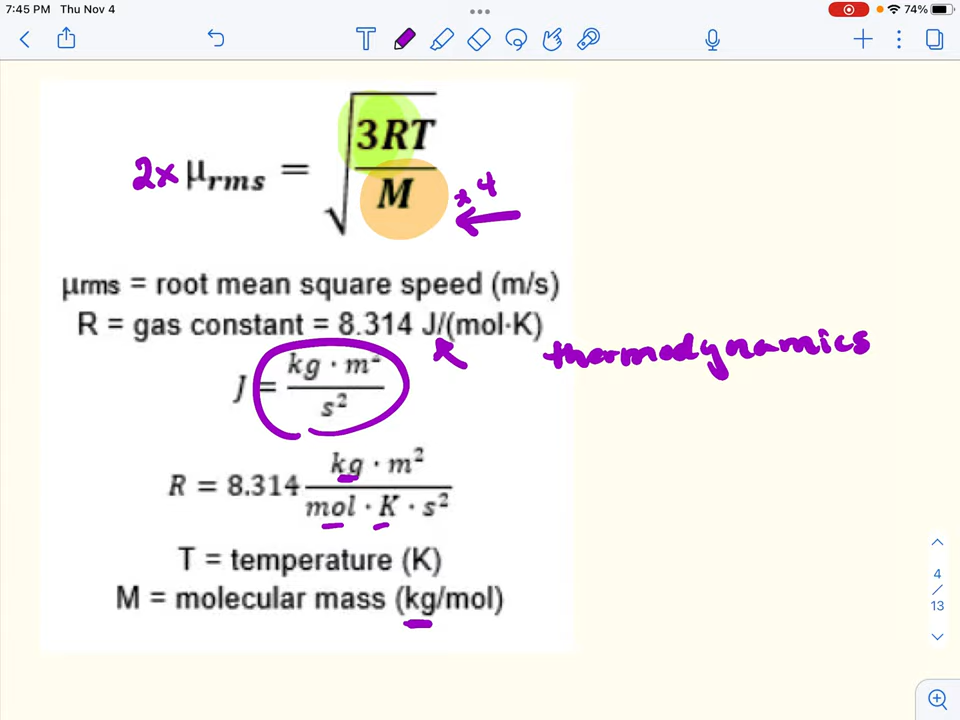 7:45 PM Thu Nov 4
74%
T
2x μrms = √(3RT/M) x 4
μrms = root mean square speed (m/s)
R = gas constant = 8.314 J/(mol·K)
thermodynamics
J = kg · m² / s²
R = 8.314 kg · m² / mol · K · s²
T = temperature (K)
M = molecular mass (kg/mol)
4
/
13